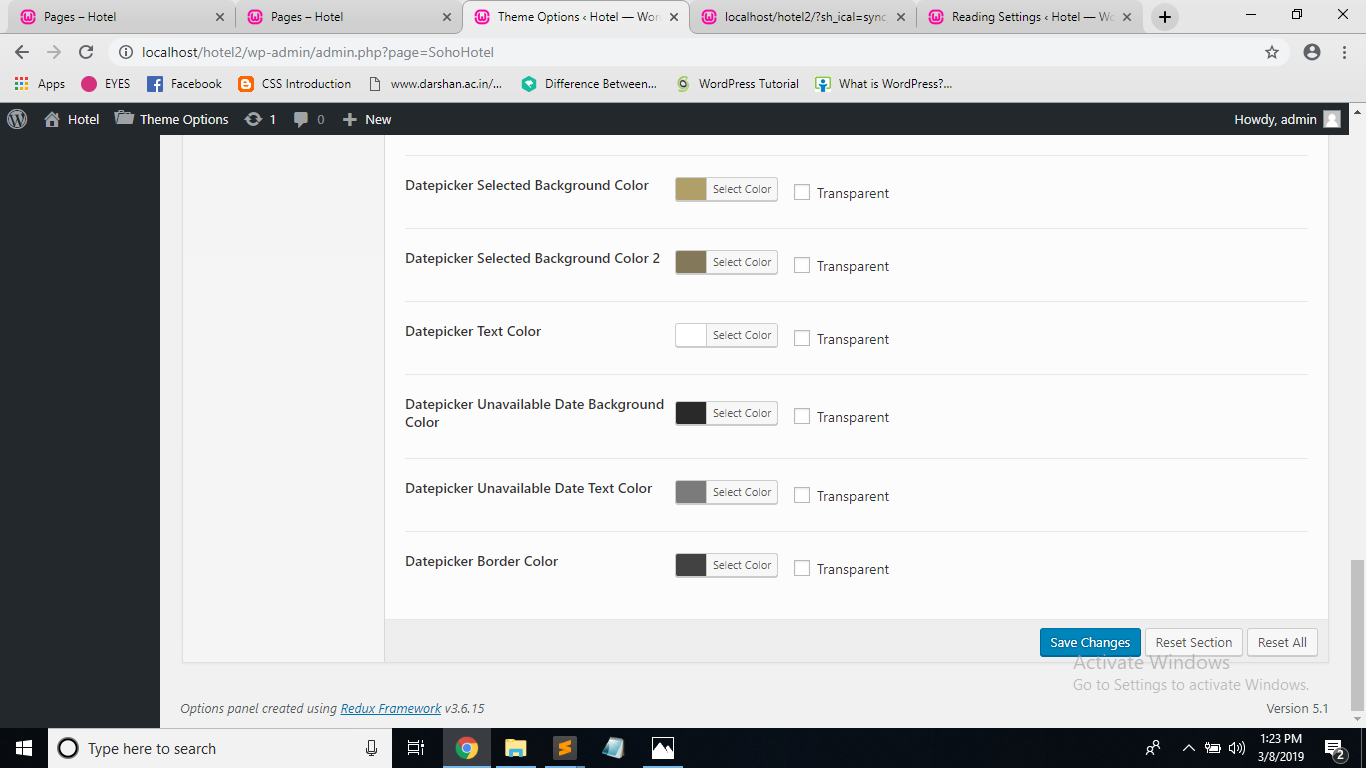 Pages – Hotel
Pages – Hotel
Theme Options ‹ Hotel — Wor
localhost/hotel2/?sh_ical=sync
Reading Settings ‹ Hotel — Wo
localhost/hotel2/wp-admin/admin.php?page=SohoHotel
Apps EYES Facebook CSS Introduction www.darshan.ac.in/... Difference Between... WordPress Tutorial What is WordPress?...
Hotel Theme Options 1 0 New Howdy, admin
Datepicker Selected Background Color Select Color Transparent
Datepicker Selected Background Color 2 Select Color Transparent
Datepicker Text Color Select Color Transparent
Datepicker Unavailable Date Background
Color Select Color Transparent
Datepicker Unavailable Date Text Color Select Color Transparent
Datepicker Border Color Select Color Transparent
Save Changes Reset Section Reset All
Activate Windows
Go to Settings to activate Windows.
Options panel created using Redux Framework v3.6.15 Version 5.1
Type here to search
1:23 PM
3/8/2019
2